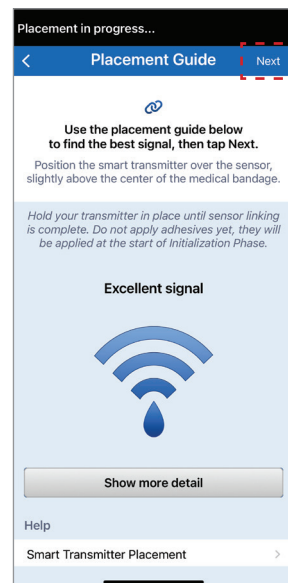 Placement in progress...
Placement Guide Next
Use the placement guide below
to find the best signal, then tap Next.
Position the smart transmitter over the sensor,
slightly above the center of the medical bandage.
Hold your transmitter in place until sensor linking
is complete. Do not apply adhesives yet, they will
be applied at the start of Initialization Phase.
Excellent signal
Show more detail
Help
Smart Transmitter Placement